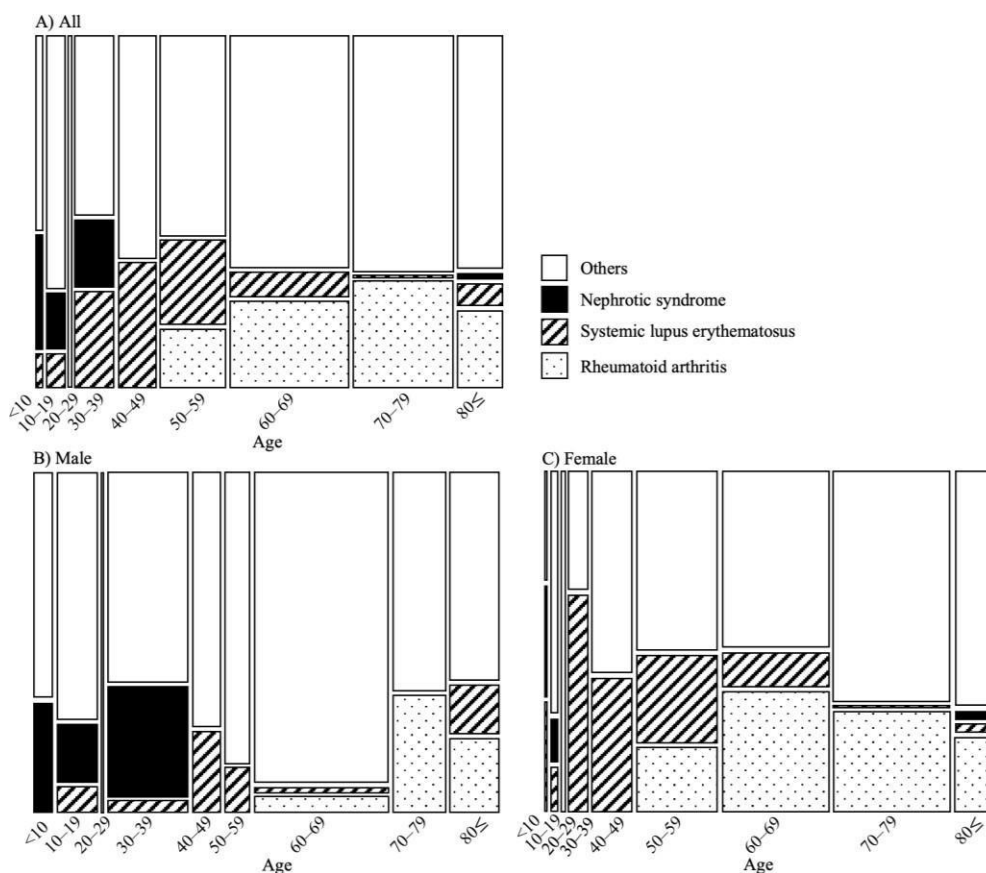 A) All
Others
Nephrotic syndrome
Systemic lupus erythematosus
Rheumatoid arthritis
<10
10–19
20–29
30–39
40–49
50–59
60–69
70–79
80≤
Age
B) Male
<10
10–19
20–29
30–39
40–49
50–59
60–69
70–79
80≤
Age
C) Female
<10
10–19
20–29
30–39
40–49
50–59
60–69
70–79
80≤
Age